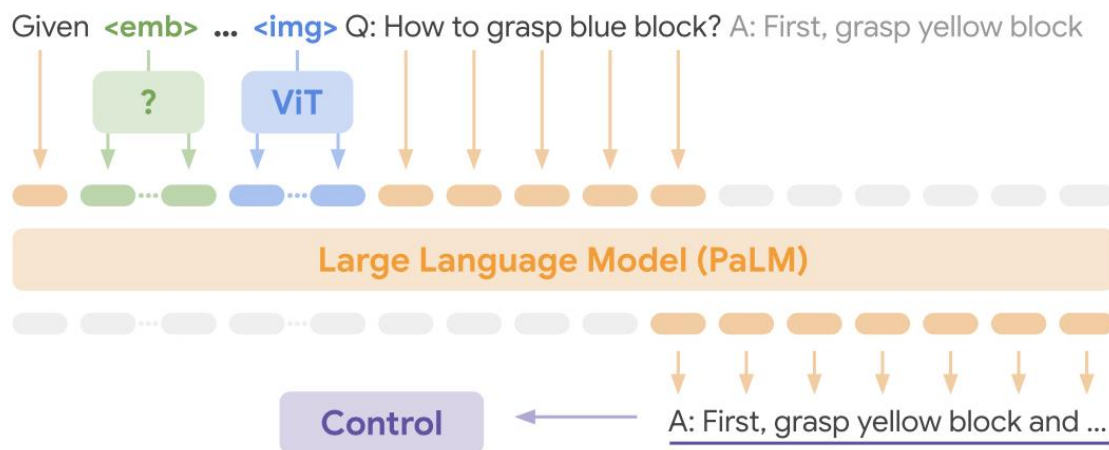 Given <emb> ... <img> Q: How to grasp blue block? A: First, grasp yellow block
? ViT
Large Language Model (PaLM)
Control A: First, grasp yellow block and ...